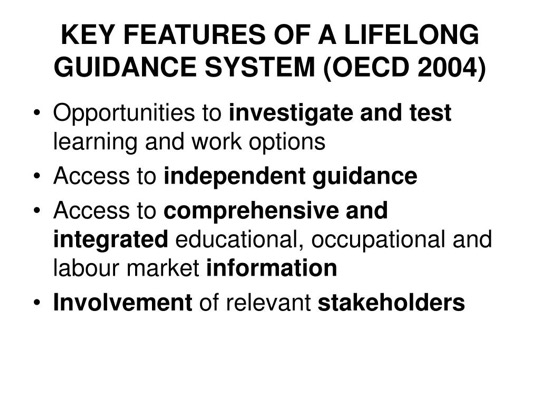 KEY FEATURES OF A LIFELONG
GUIDANCE SYSTEM (OECD 2004)
• Opportunities to investigate and test
learning and work options
• Access to independent guidance
• Access to comprehensive and
integrated educational, occupational and
labour market information
• Involvement of relevant stakeholders